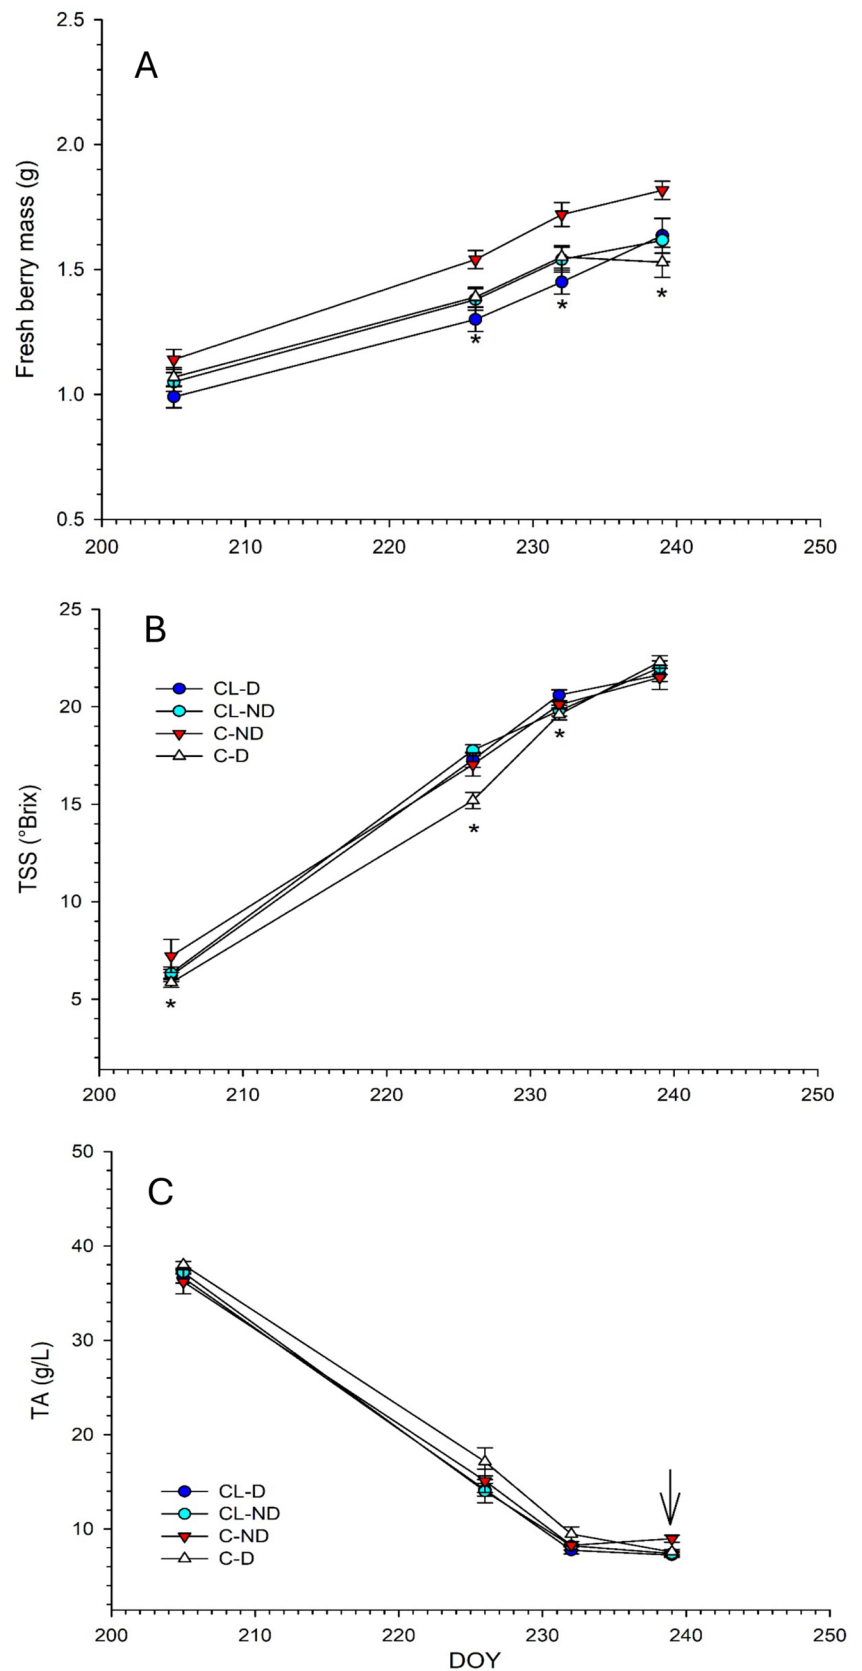 2.5
A
2.0
1.5
1.0
0.5
Fresh berry mass (g)
* * *
200 210 220 230 240 250
25
B
20
15
10
5
TSS (°Brix)
CL-D
CL-ND
C-ND
C-D
* * *
200 210 220 230 240 250
50
C
40
30
20
10
TA (g/L)
CL-D
CL-ND
C-ND
C-D
200 210 220 230 240 250
DOY